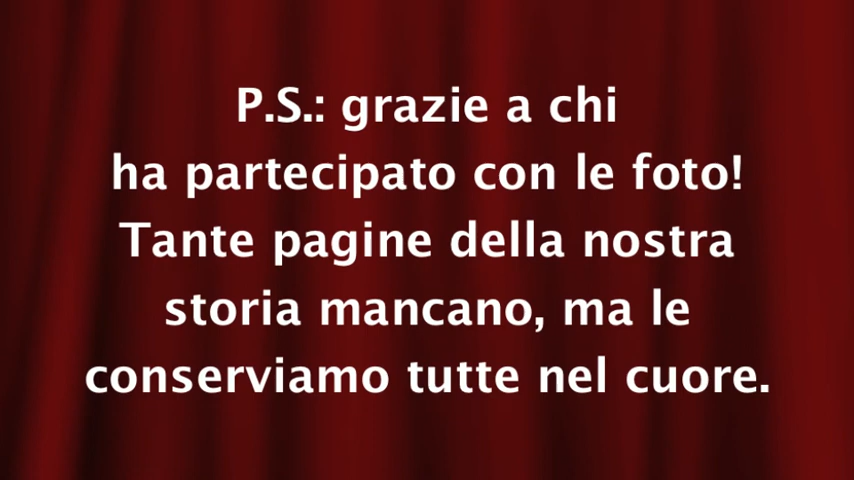 P.S.: grazie a chi
ha partecipato con le foto!
Tante pagine della nostra
storia mancano, ma le
conserviamo tutte nel cuore.